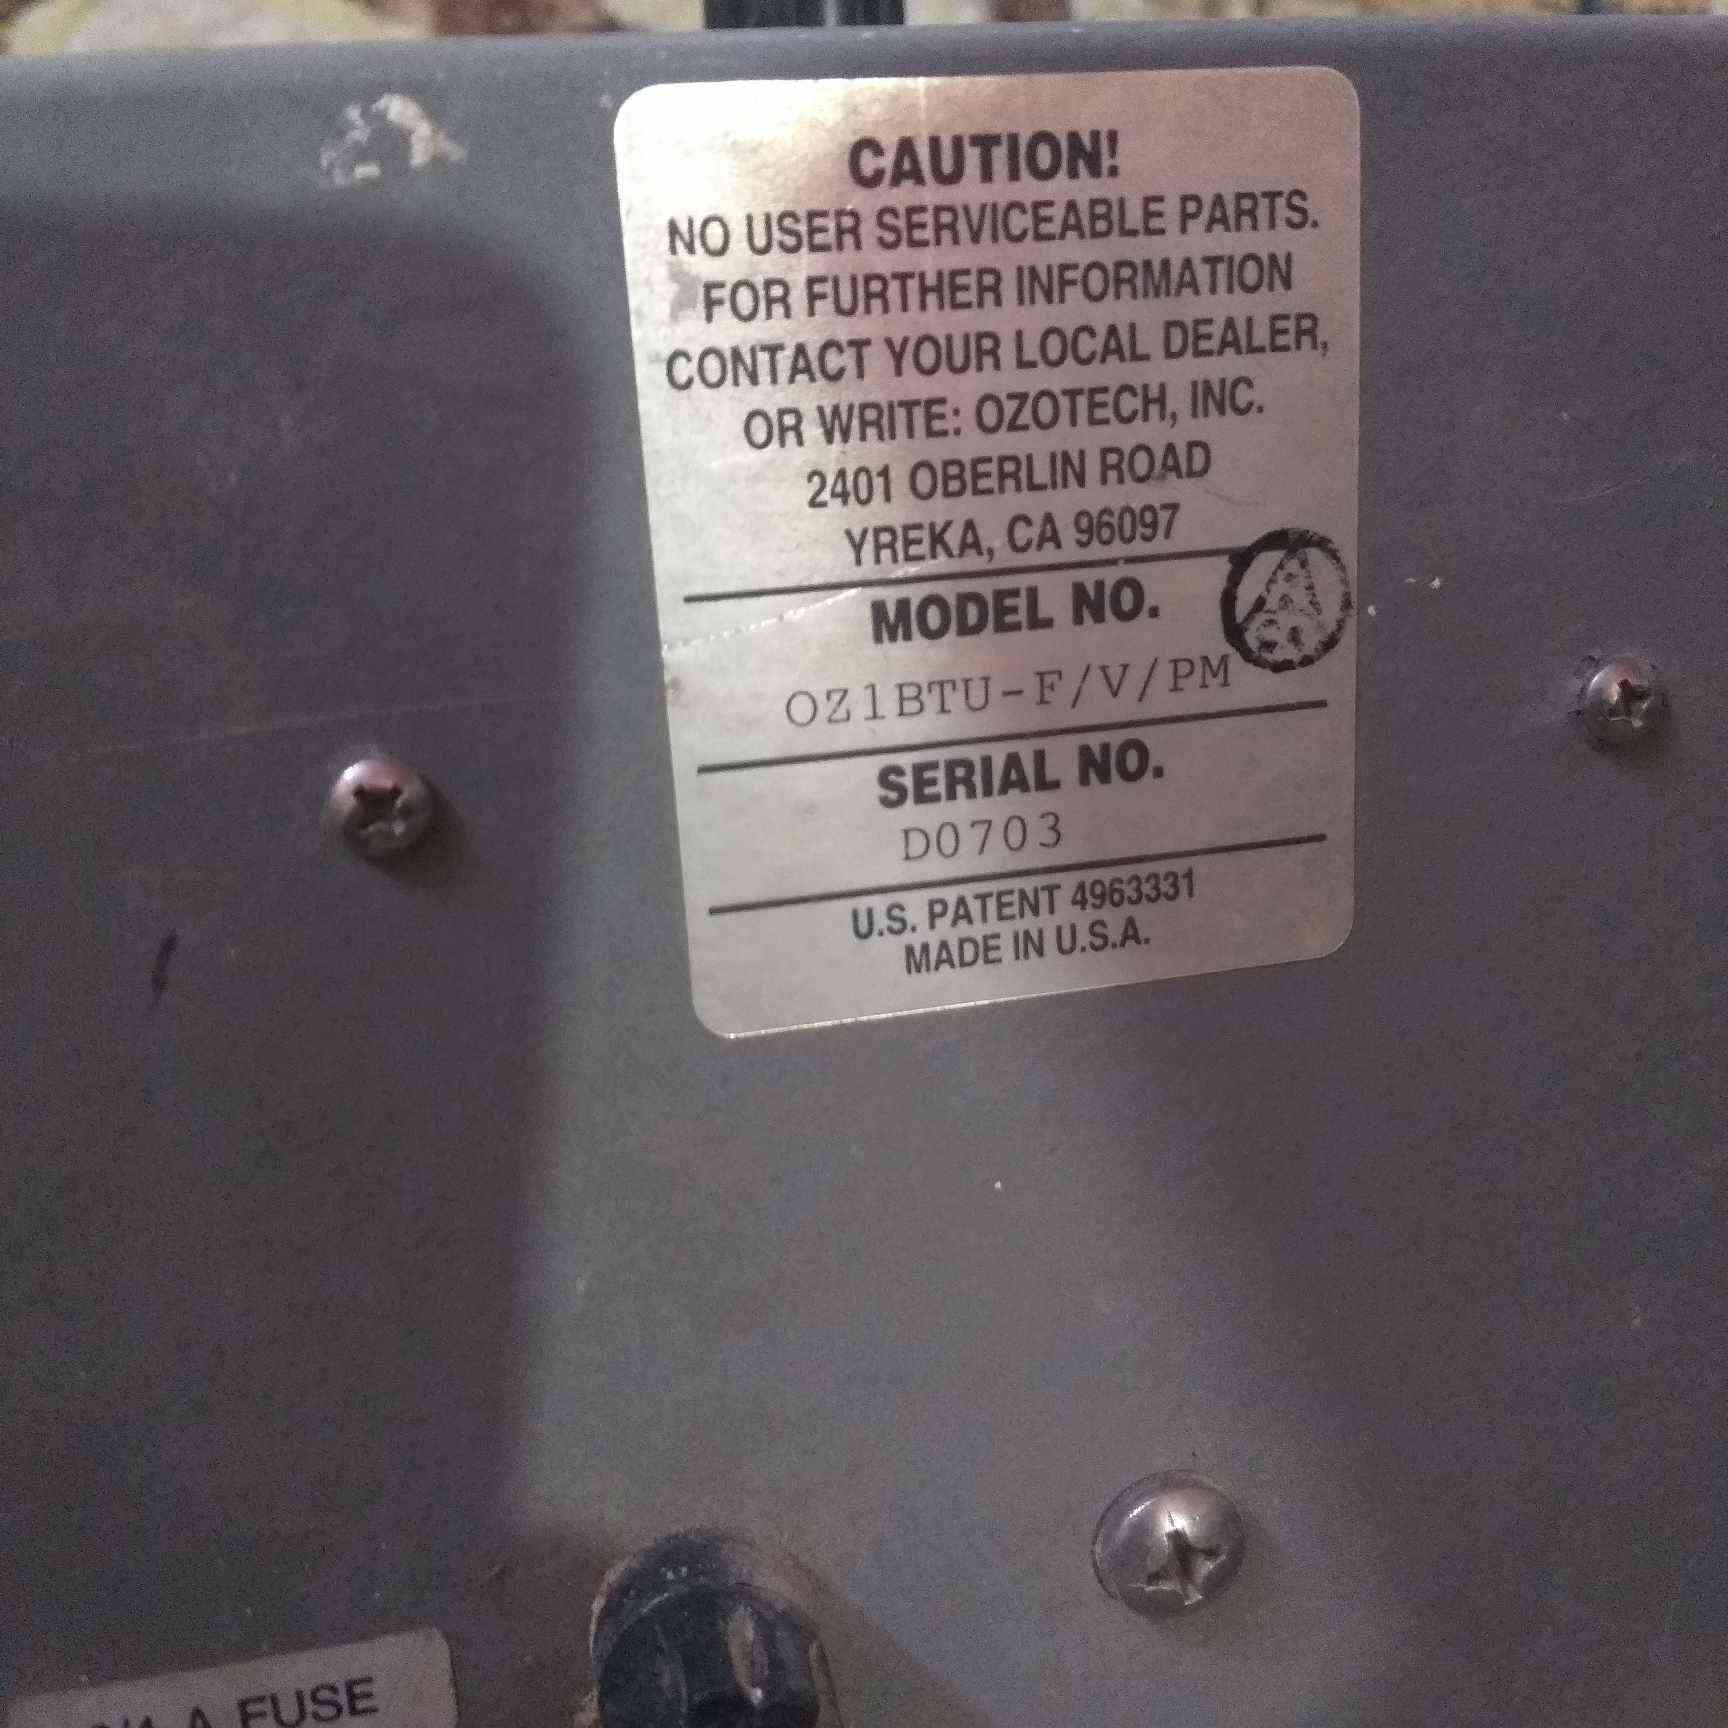 CAUTION!
NO USER SERVICEABLE PARTS.
FOR FURTHER INFORMATION
CONTACT YOUR LOCAL DEALER,
OR WRITE: OZOTECH, INC.
2401 OBERLIN ROAD
YREKA, CA 96097
MODEL NO.
OZ1BTU-F/V/PM
SERIAL NO.
D0703
U.S. PATENT 4963331
MADE IN U.S.A.
A FUSE